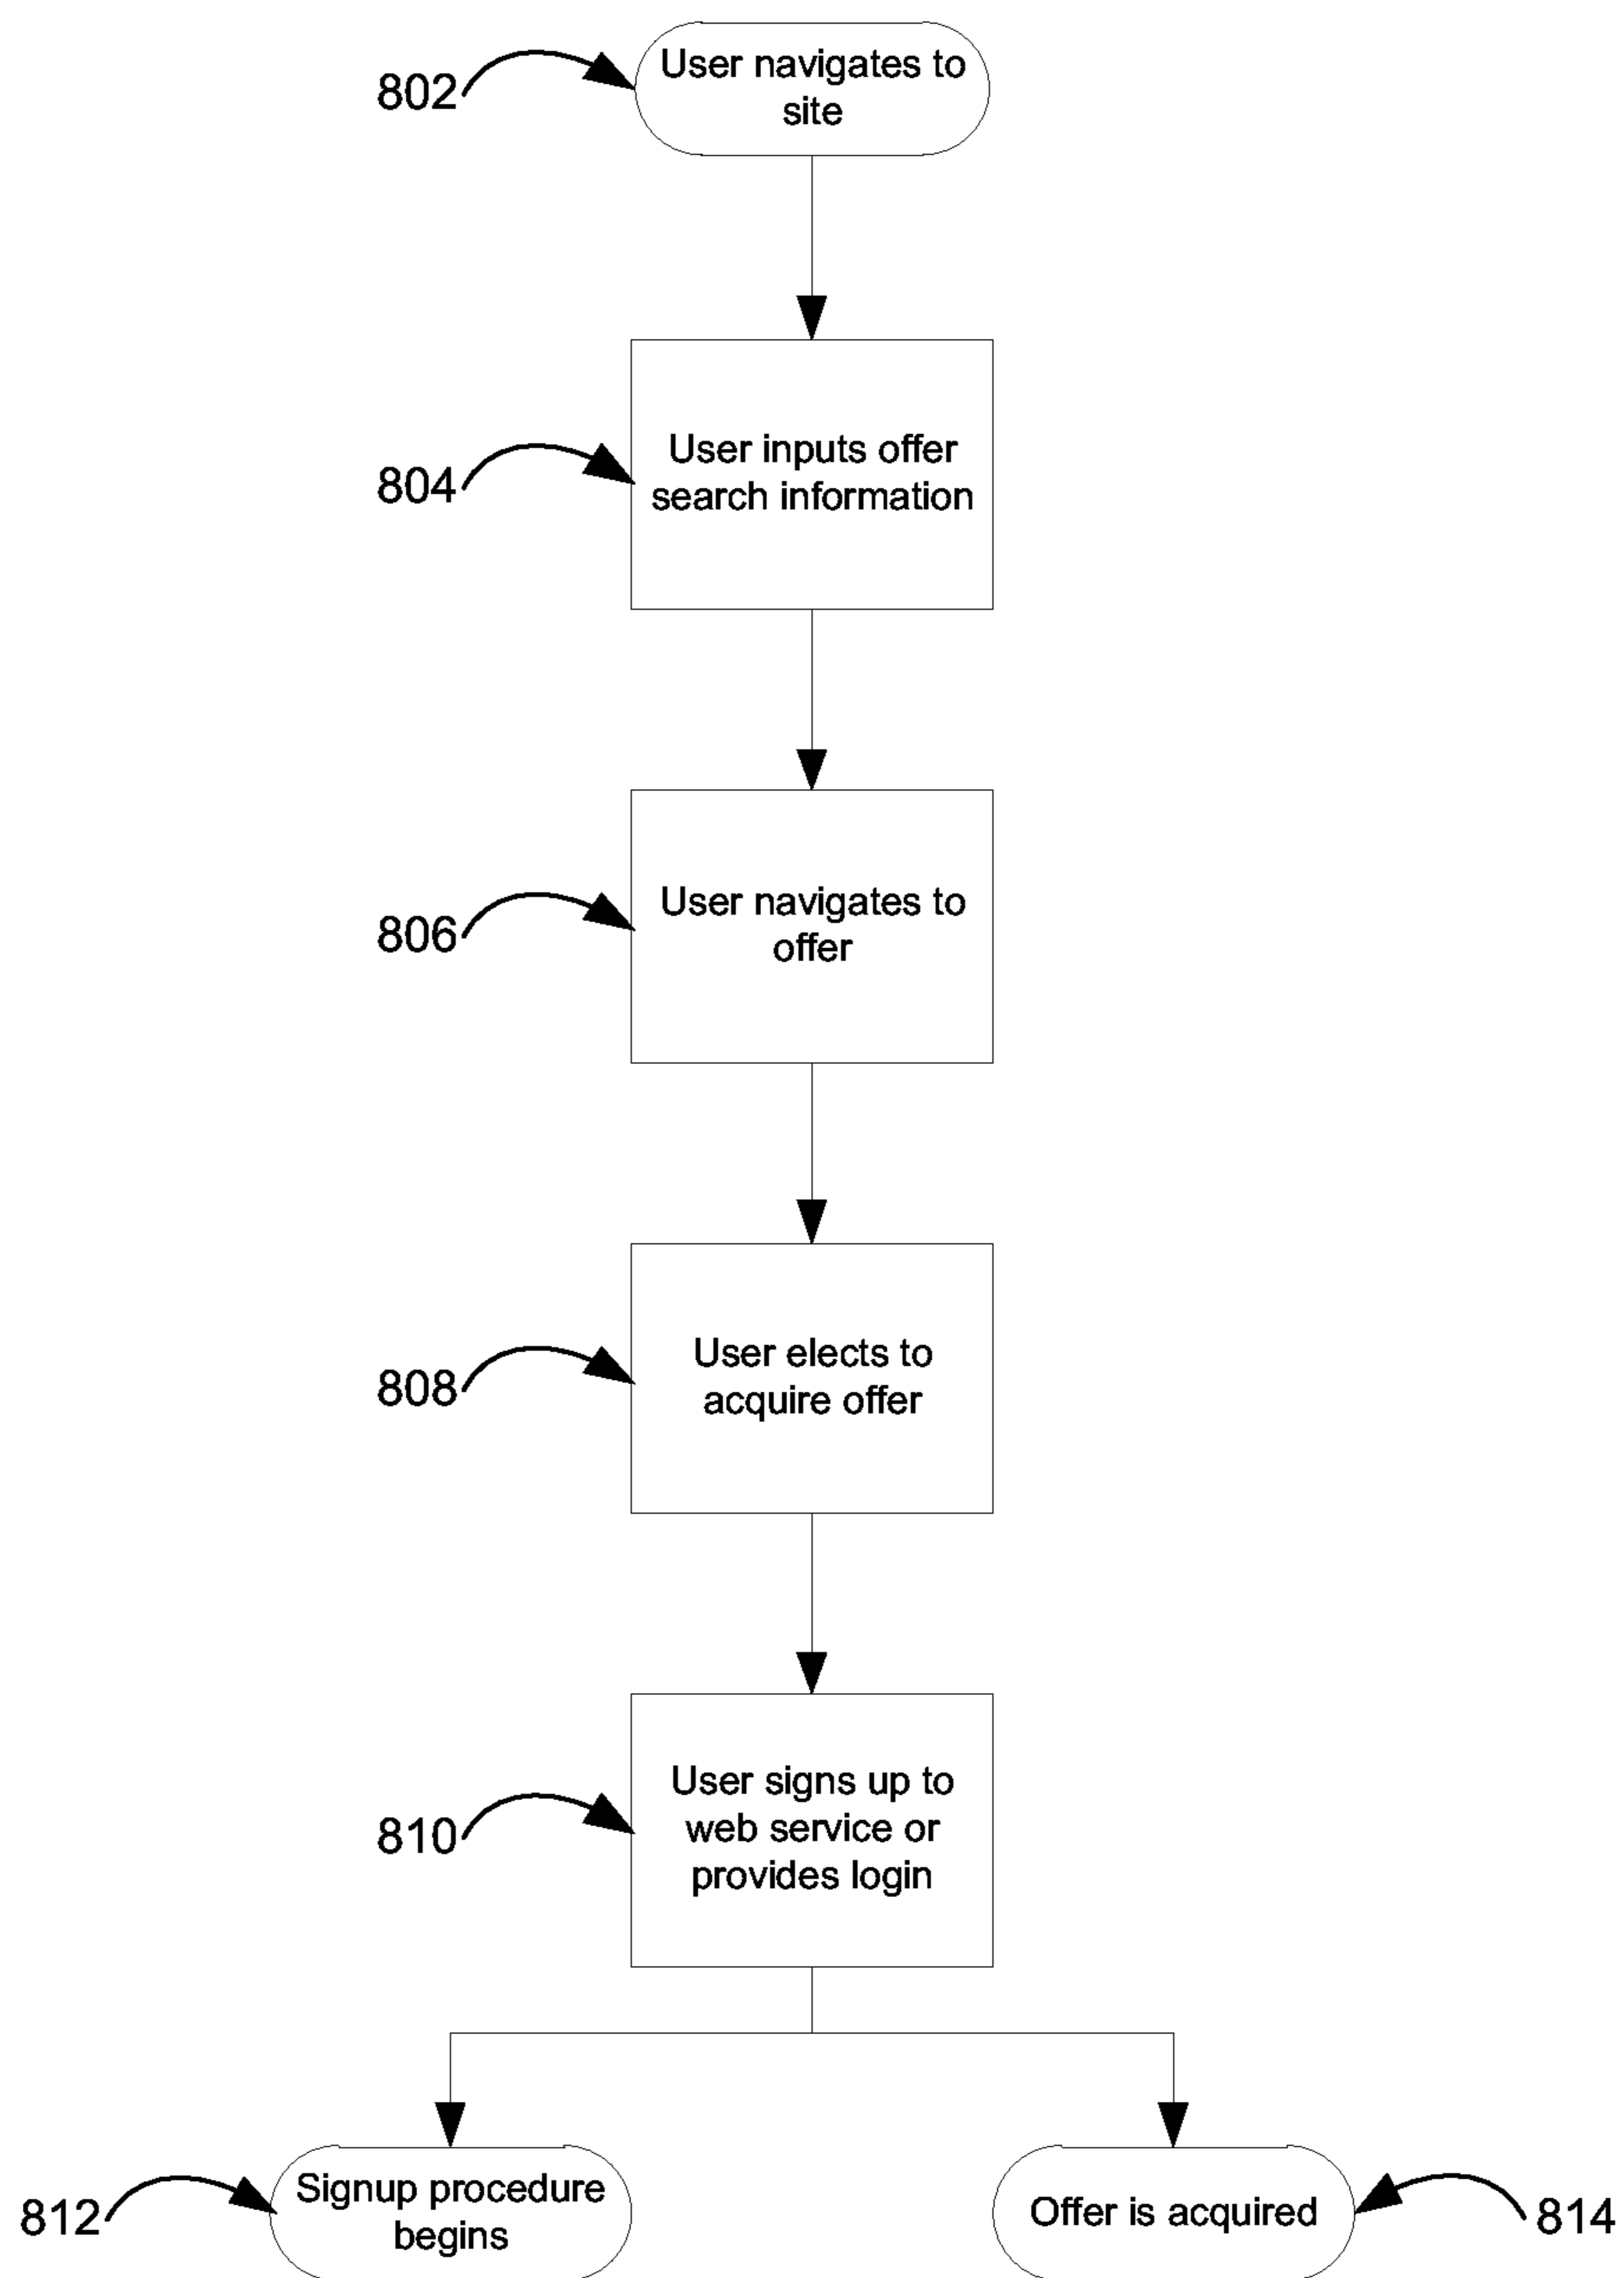 802
User navigates to
site
804
User inputs offer
search information
806
User navigates to
offer
808
User elects to
acquire offer
810
User signs up to
web service or
provides login
812
Signup procedure
begins
Offer is acquired
814